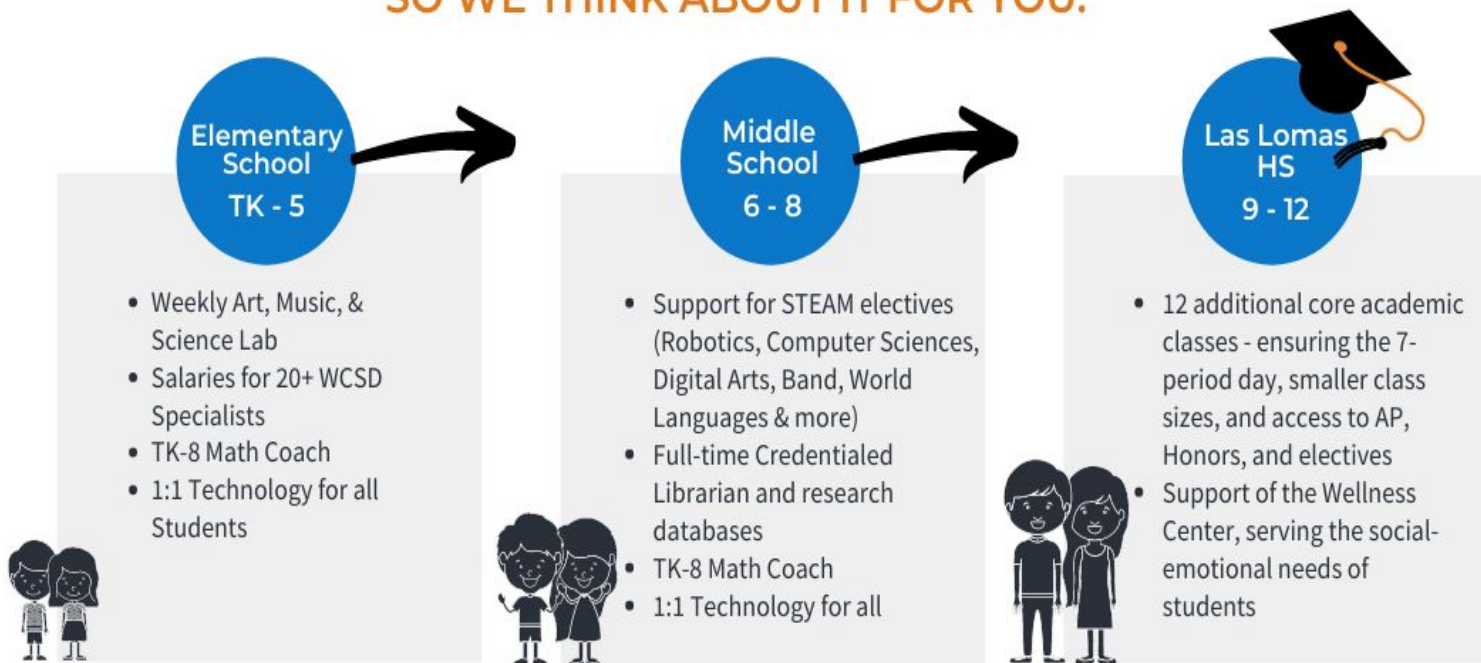 SO WE THINK ABOUT IT FOR YOU.
Elementary
School
TK - 5
• Weekly Art, Music, &
Science Lab
• Salaries for 20+ WCSD
Specialists
• TK-8 Math Coach
• 1:1 Technology for all
Students
Middle
School
6 - 8
• Support for STEAM electives
(Robotics, Computer Sciences,
Digital Arts, Band, World
Languages & more)
• Full-time Credentialed
Librarian and research
databases
• TK-8 Math Coach
• 1:1 Technology for all
Las Lomas
HS
9 - 12
• 12 additional core academic
classes - ensuring the 7-
period day, smaller class
sizes, and access to AP,
Honors, and electives
• Support of the Wellness
Center, serving the social-
emotional needs of
students